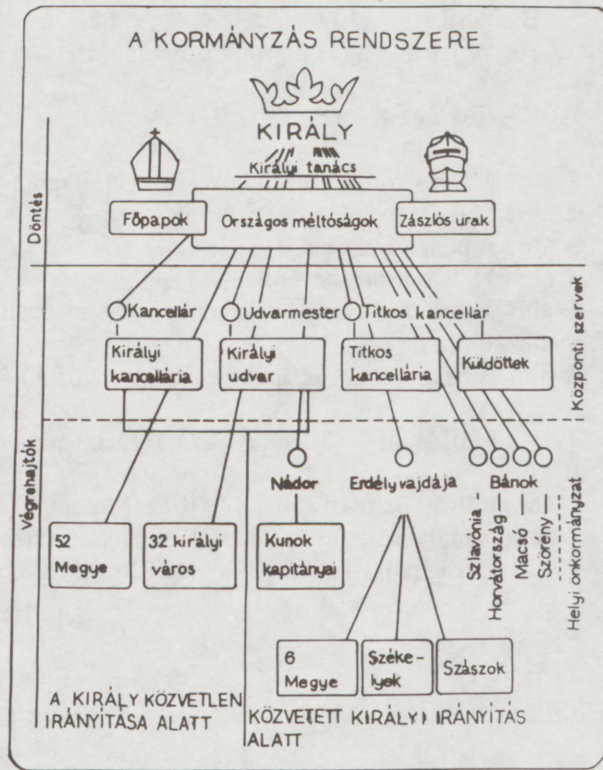 A KORMÁNYZÁS RENDSZERE
KIRÁLY
Királyi tanács
Döntés
Főpapok
Országos méltóságok
Zászlós urak
Kancellár
Udvarmester
Titkos kancellár
Királyi
kancellária
Királyi
udvar
Titkos
kancellária
Küldöttek
Központi szervek
Végrehajtók
Nádor
Erdély vajdája
Bánok
52
Megye
32 királyi
város
Kunok
kapitányai
Szlavónia
Horvátország
Macsó
Szörény
Helyi önkormányzat
6
Megye
Széke-
lyek
Szászok
A KIRÁLY KÖZVETLEN
IRÁNYÍTÁSA ALATT
KÖZVETETT KIRÁLYI IRÁNYÍTÁS
ALATT